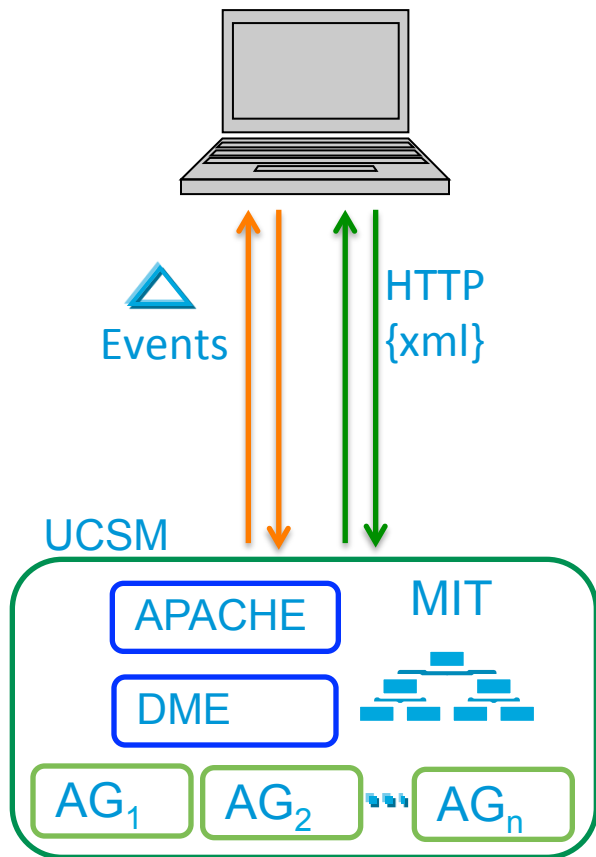 Events
HTTP
{xml}
UCSM
APACHE
MIT
DME
AG1
AG2
AGn